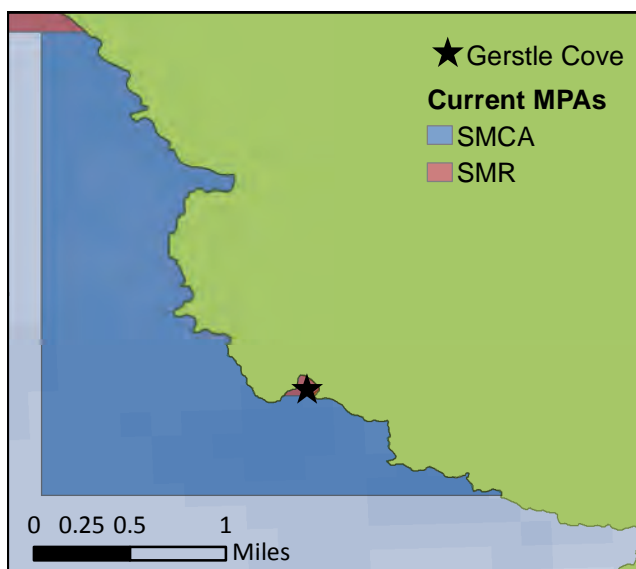 Gerstle Cove
Current MPAs
SMCA
SMR
0 0.25 0.5 1
Miles